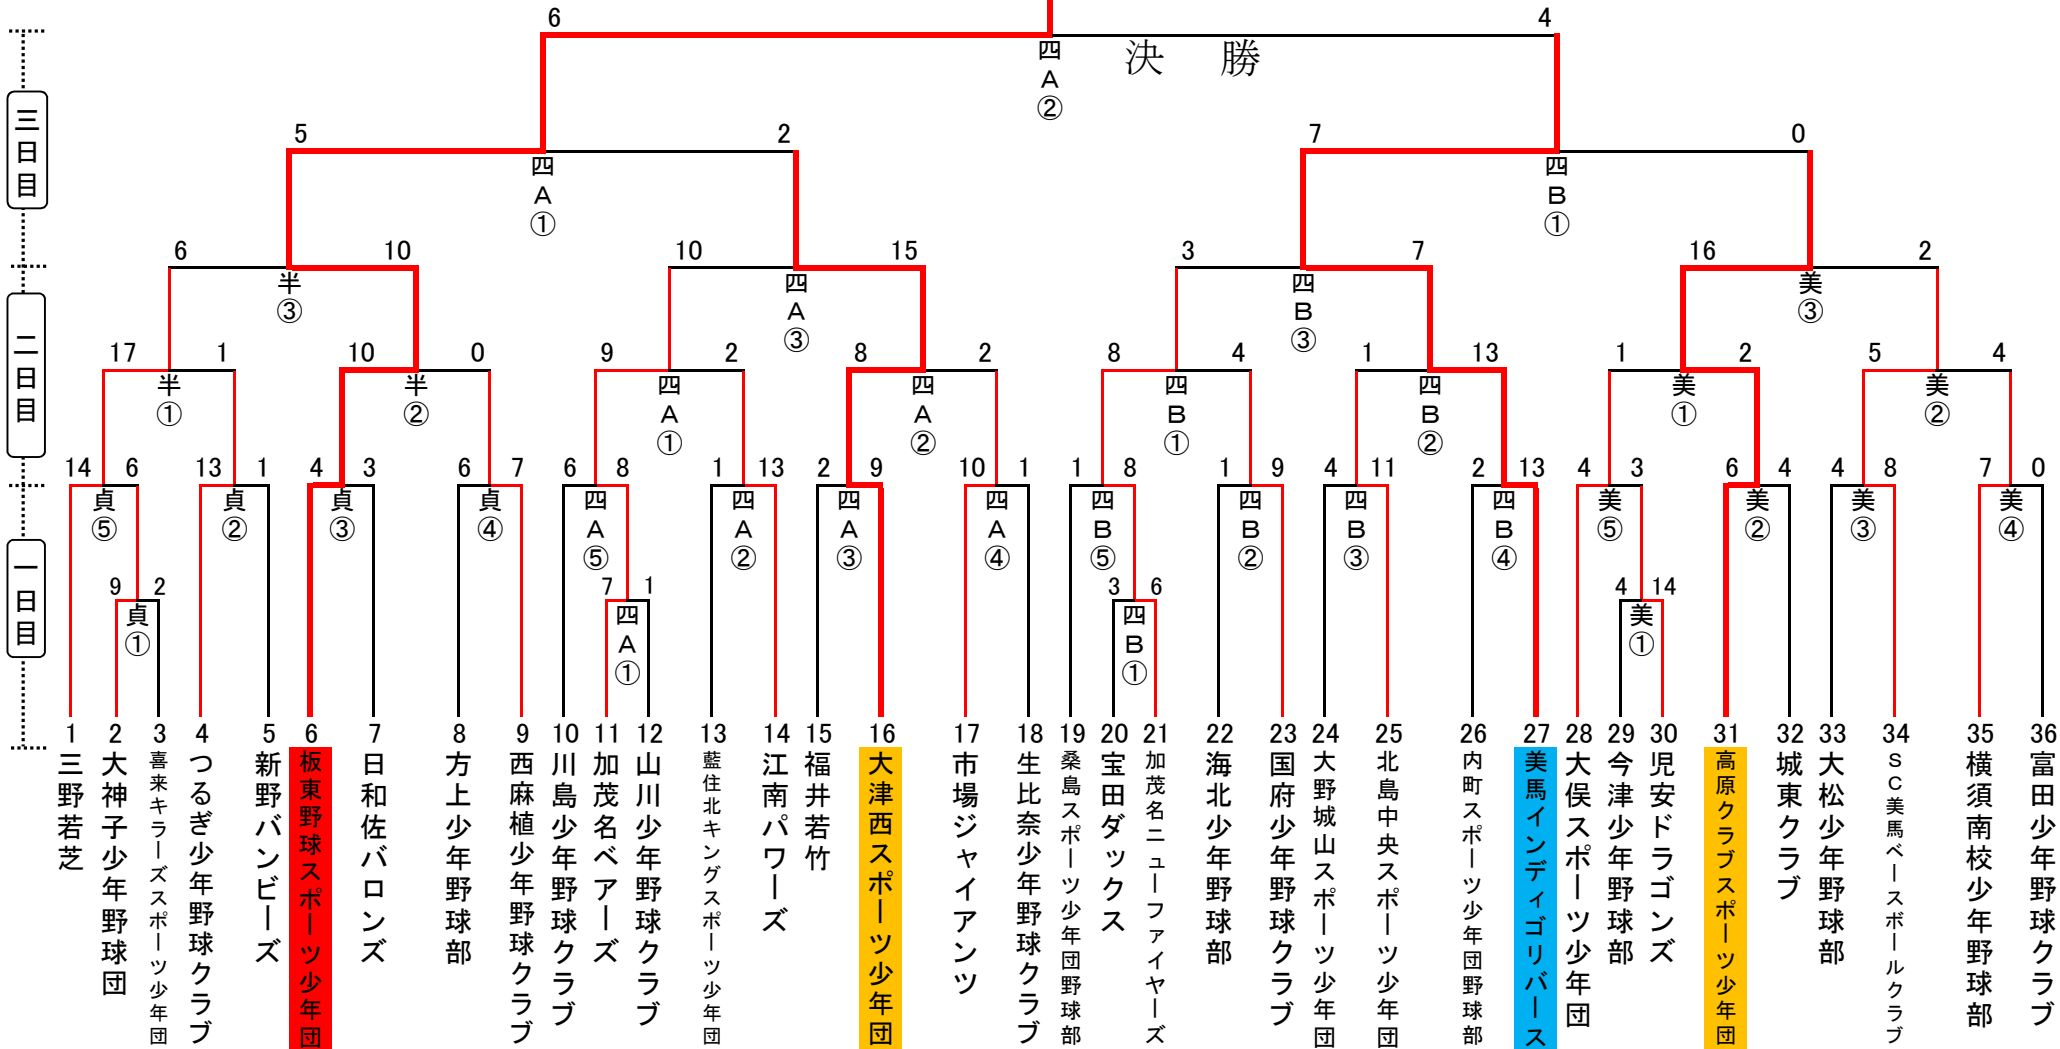 6 4
四A② 決勝
三日目
5 2 7 0
四A① 四B①
6 10 10 15 3 7 16 2
半③ 四A③ 四B③ 美③
二日目
17 1 10 0 9 2 8 2 8 4 1 13 1 2 5 4
半① 半② 四A① 四A② 四B① 四B② 美① 美②
14 6 13 1 4 3 6 7 6 8 1 13 2 9 10 1 1 8 1 9 4 11 2 13 4 3 6 4 4 8 7 0
貞⑤ 貞② 貞③ 貞④ 四A⑤ 四A② 四A③ 四A④ 四B⑤ 四B② 四B③ 四B④ 美⑤ 美② 美③ 美④
一日目
9 2 7 1 3 6 4 14
貞① 四A① 四B① 美①
1 三野若芝
2 大神子少年野球団
3 喜来キラーズスポーツ少年団
4 つるぎ少年野球クラブ
5 新野バンビーズ
6 板東野球スポーツ少年団
7 日和佐バロンズ
8 方上少年野球部
9 西麻植少年野球クラブ
10 川島少年野球クラブ
11 加茂名ベアーズ
12 山川少年野球クラブ
13 藍住北キングスポーツ少年団
14 江南パワーズ
15 福井若竹
16 大津西スポーツ少年団
17 市場ジャイアンツ
18 生比奈少年野球クラブ
19 桑島スポーツ少年団野球部
20 宝田ダックス
21 加茂名ニューファイヤーズ
22 海北少年野球部
23 国府少年野球クラブ
24 大野城山スポーツ少年団
25 北島中央スポーツ少年団
26 内町スポーツ少年団野球部
27 美馬インディゴリバース
28 大俣スポーツ少年団
29 今津少年野球部
30 児安ドラゴンズ
31 高原クラブスポーツ少年団
32 城東クラブ
33 大松少年野球部
34 SC美馬ベースボールクラブ
35 横須南校少年野球部
36 富田少年野球クラブ